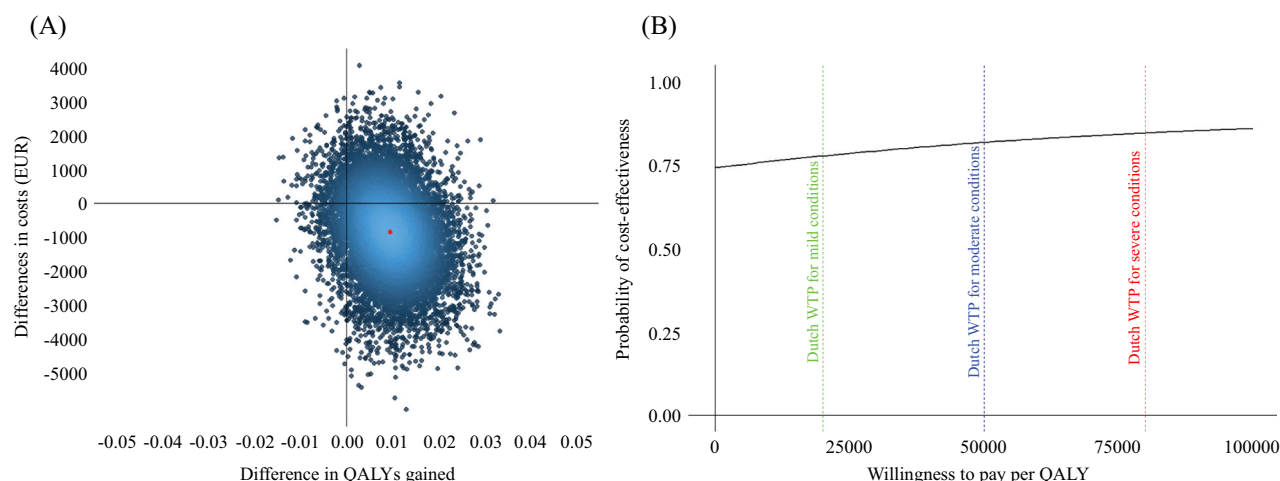 (A)
Differences in costs (EUR)
4000
3000
2000
1000
0
-1000
-2000
-3000
-4000
-5000
-0.05 -0.04 -0.02 -0.01 0.00 0.01 0.02 0.03 0.04 0.05
Difference in QALYs gained
(B)
Probability of cost-effectiveness
1.00
0.75
0.50
0.25
0.00
Dutch WTP for mild conditions
Dutch WTP for moderate conditions
Dutch WTP for severe conditions
0 25000 50000 75000 100000
Willingness to pay per QALY